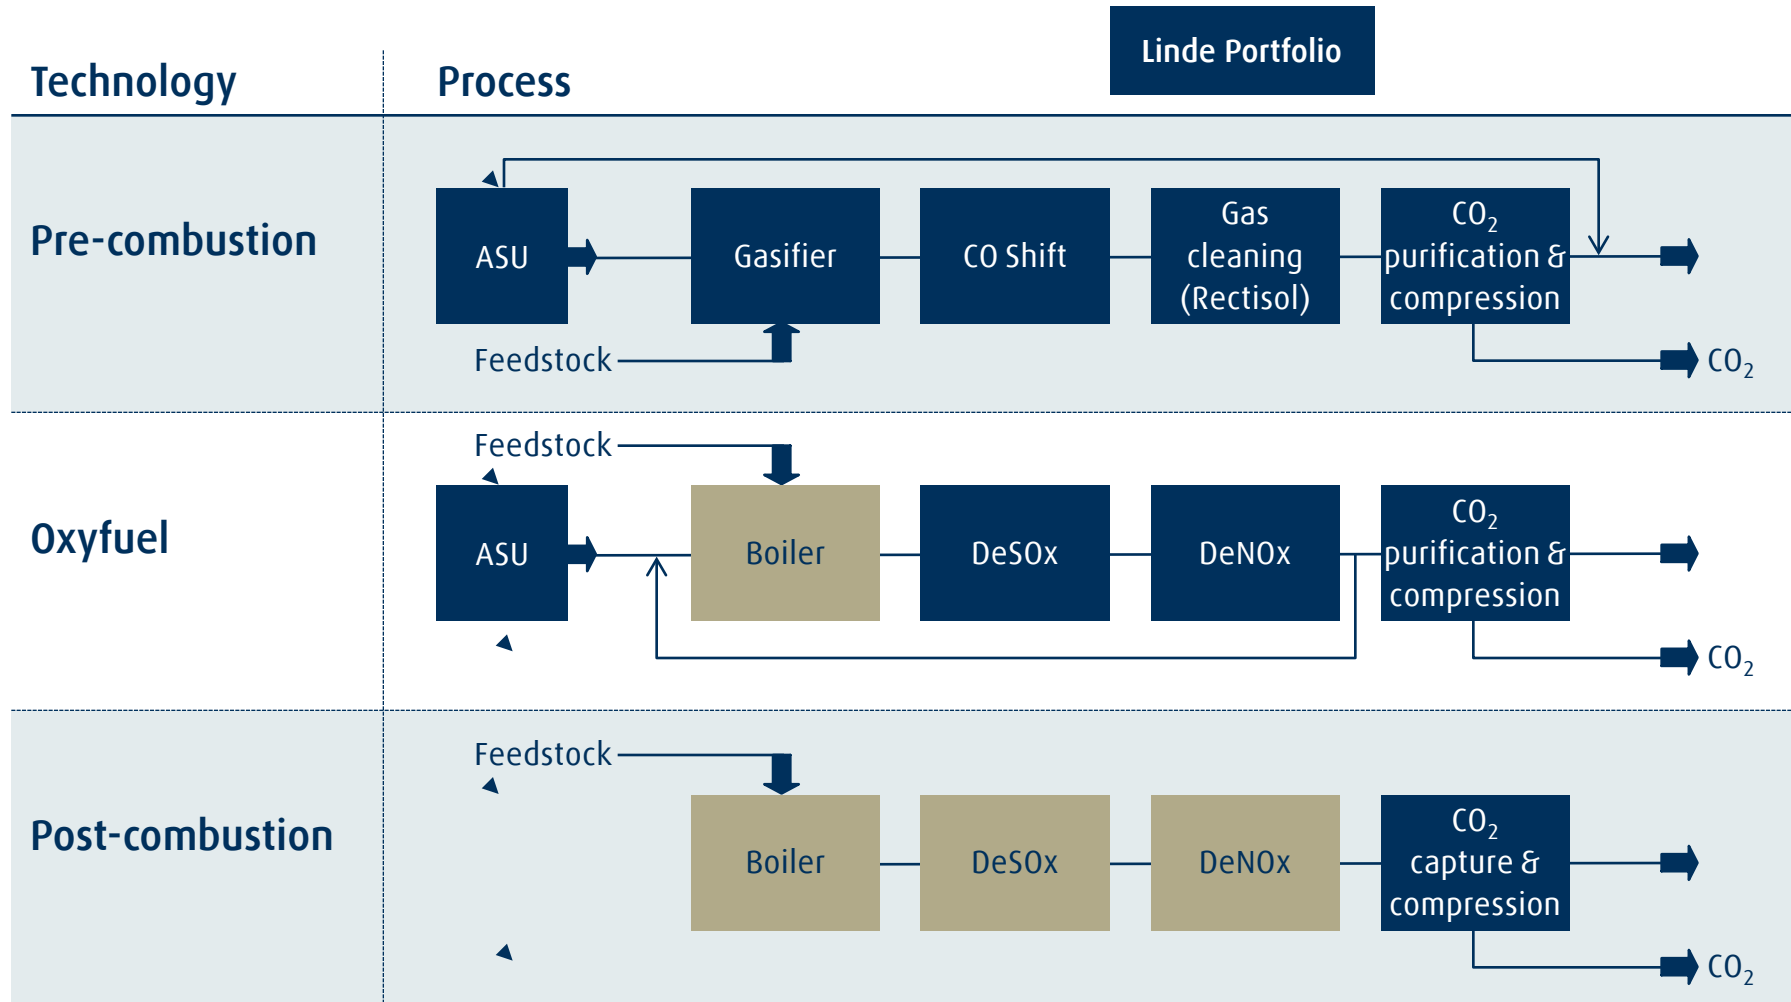 Linde Portfolio
Technology
Process
Pre-combustion
ASU
Gasifier
CO Shift
Gas
cleaning
(Rectisol)
CO₂
purification &
compression
Feedstock
CO₂
Oxyfuel
Feedstock
ASU
Boiler
DeSOx
DeNOx
CO₂
purification &
compression
CO₂
Post-combustion
Feedstock
Boiler
DeSOx
DeNOx
CO₂
capture &
compression
CO₂